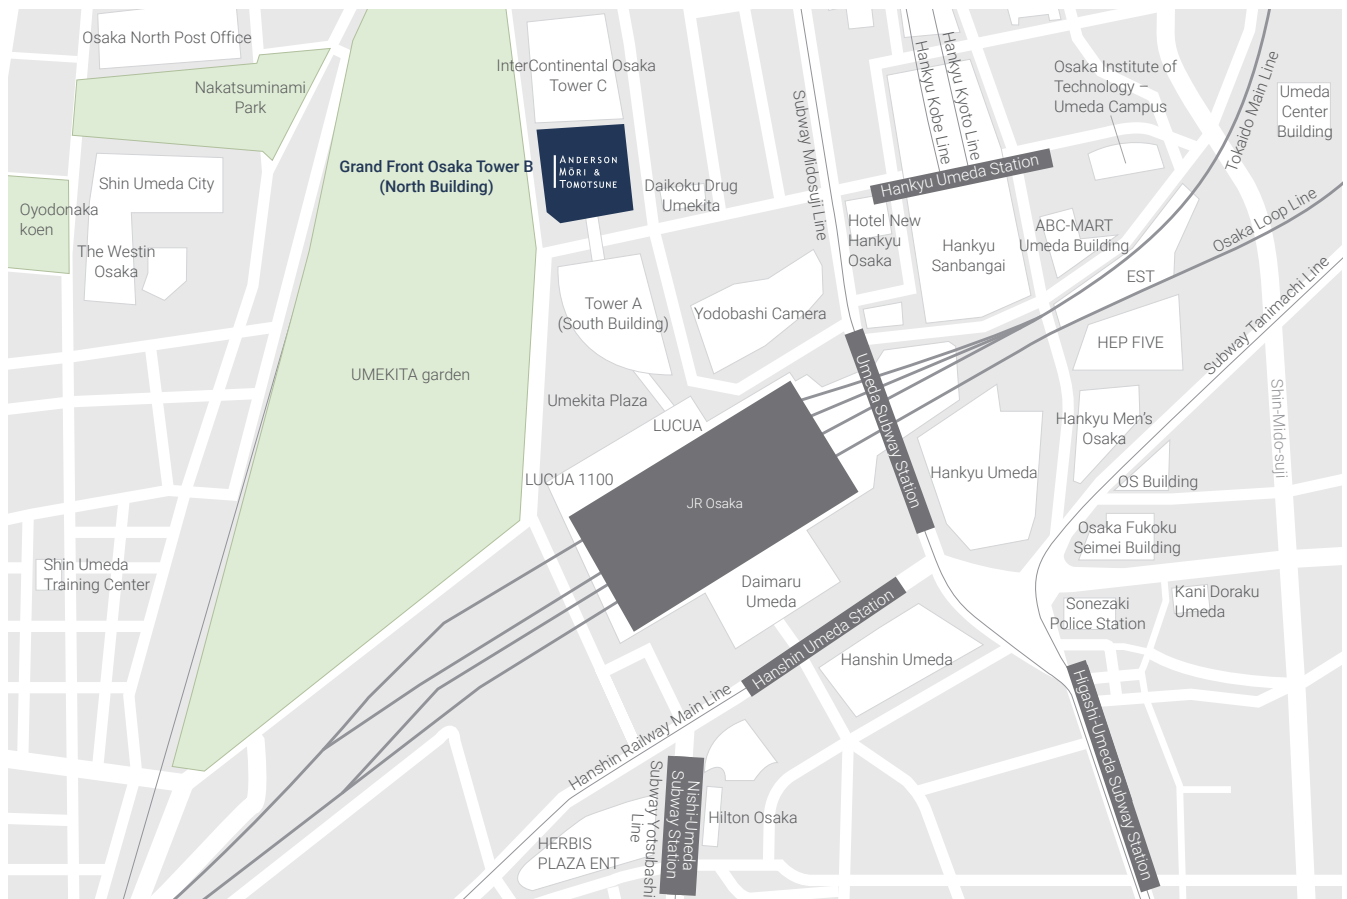 Osaka North Post Office
Nakatsuminami
Park
InterContinental Osaka
Tower C
Grand Front Osaka Tower B
(North Building)
ANDERSON
MŌRI &
TOMOTSUNE
Shin Umeda City
Oyodonaka
koen
The Westin
Osaka
Daikoku Drug
Umekita
Subway Midosuji Line
Hankyu Kobe Line
Hankyu Kyoto Line
Osaka Institute of
Technology –
Umeda Campus
Umeda
Center
Building
Tokaido Main Line
Hankyu Umeda Station
Hotel New
Hankyu
Osaka
Hankyu
Sanbangai
ABC-MART
Umeda Building
Osaka Loop Line
EST
Subway Tanimachi Line
Tower A
(South Building)
Yodobashi Camera
HEP FIVE
UMEKITA garden
Umekita Plaza
LUCUA
LUCUA 1100
Umeda Subway Station
Hankyu Men's
Osaka
Shin-Mido-suji
Hankyu Umeda
OS Building
JR Osaka
Osaka Fukoku
Seimei Building
Shin Umeda
Training Center
Daimaru
Umeda
Kani Doraku
Umeda
Sonezaki
Police Station
Hanshin Umeda Station
Hanshin Umeda
Hanshin Railway Main Line
Higashi-Umeda Subway Station
Nishi-Umeda
Subway Station
Subway Yotsubashi
Line
Hilton Osaka
HERBIS
PLAZA ENT